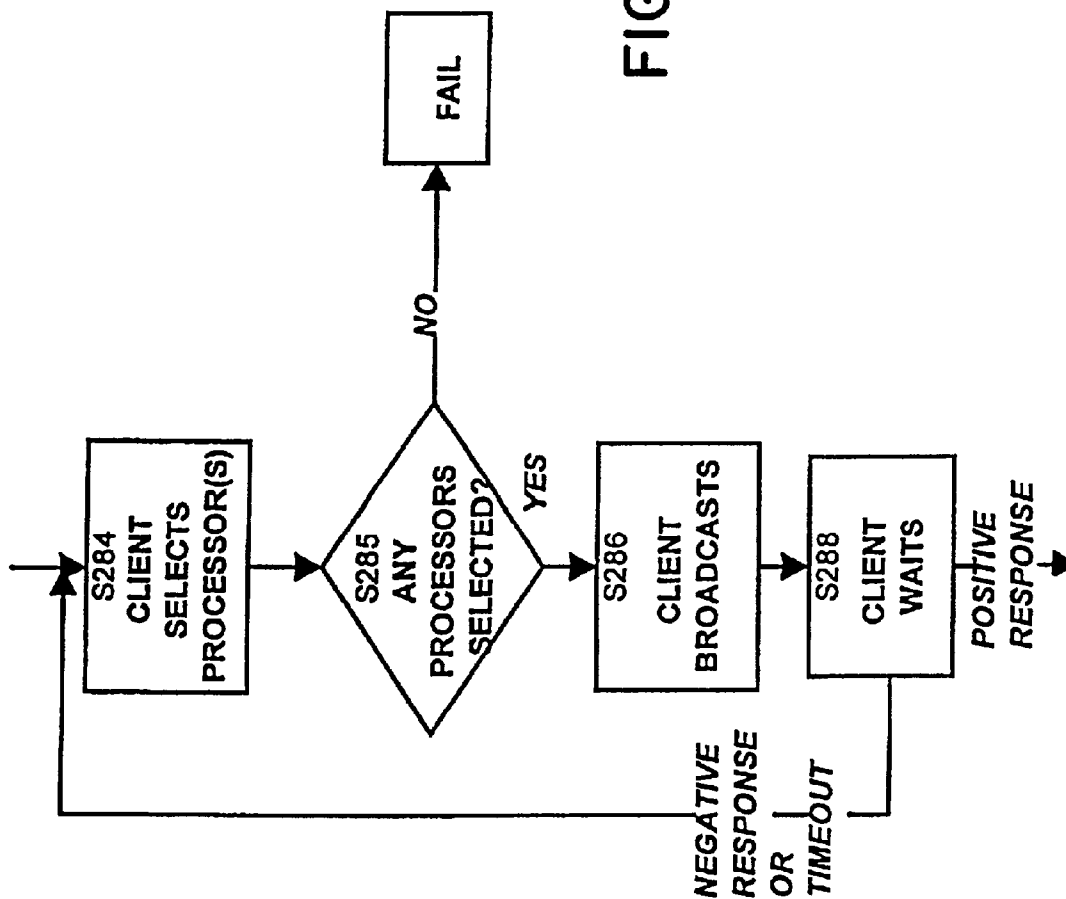 S284
CLIENT
SELECTS
PROCESSOR(S)
S285
ANY
PROCESSORS
SELECTED?
NO
FAIL
YES
S286
CLIENT
BROADCASTS
S288
CLIENT
WAITS
POSITIVE
RESPONSE
NEGATIVE
RESPONSE
OR
TIMEOUT